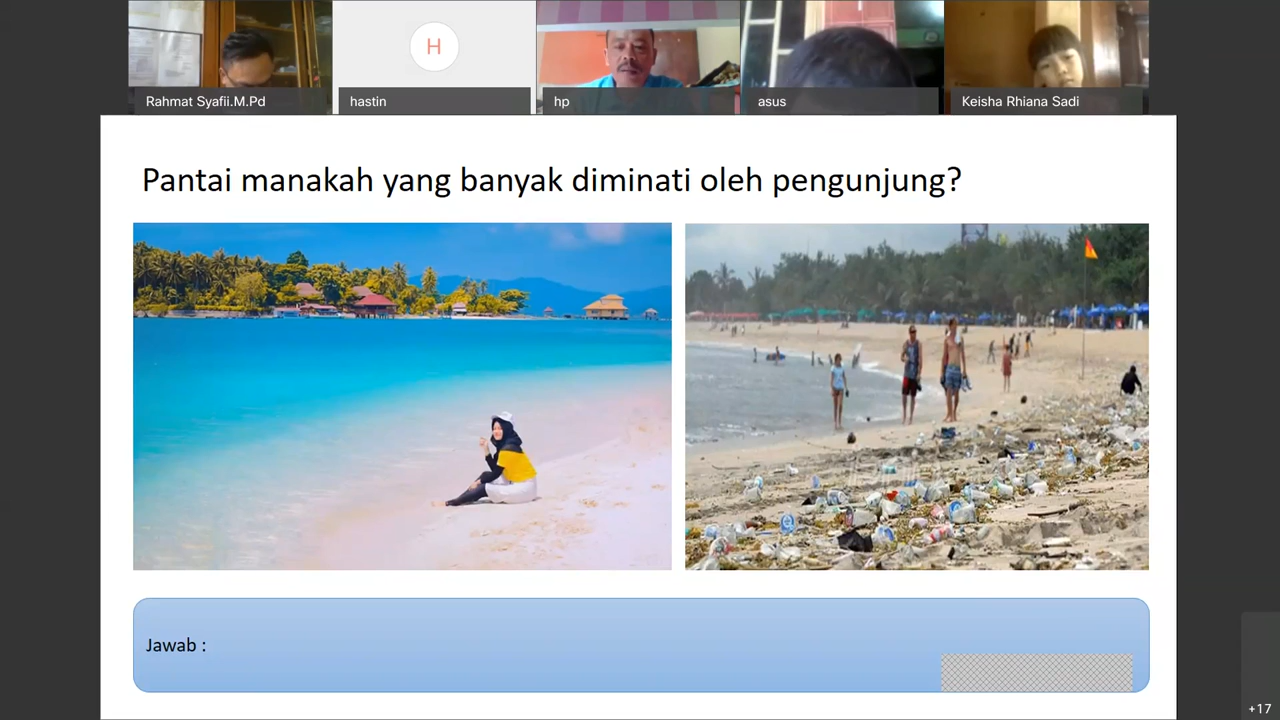 Rahmat Syafii.M.Pd
H
hastin
hp
asus
Keisha Rhiana Sadi
Pantai manakah yang banyak diminati oleh pengunjung?
Jawab :
+17